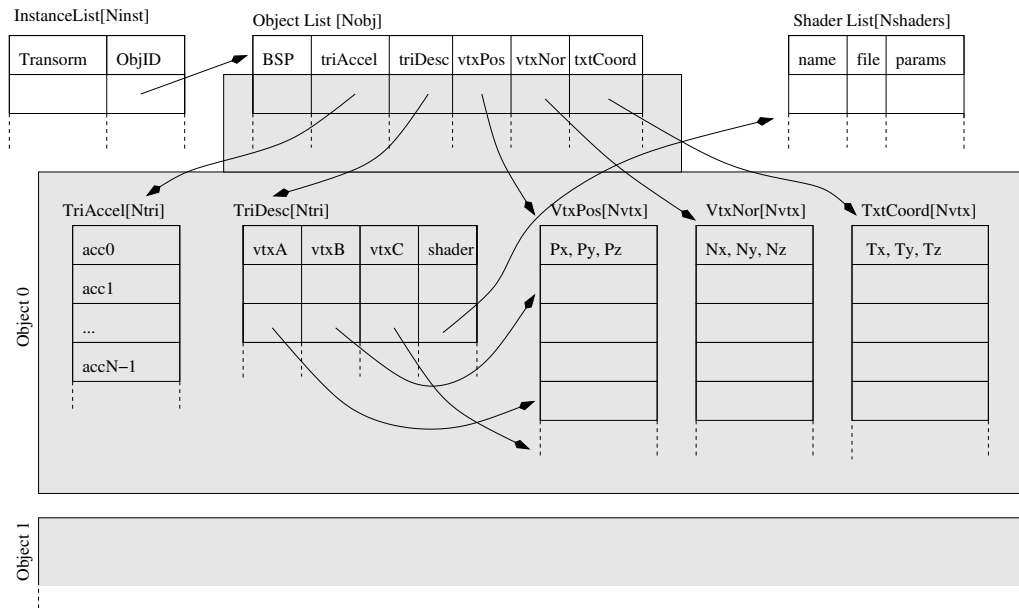 InstanceList[Ninst]
Object List [Nobj]
Shader List[Nshaders]
Transorm ObjID
BSP triAccel triDesc vtxPos vtxNor txtCoord
name file params
TriAccel[Ntri]
TriDesc[Ntri]
VtxPos[Nvtx]
VtxNor[Nvtx]
TxtCoord[Nvtx]
acc0
acc1
...
accN−1
vtxA vtxB vtxC shader
Px, Py, Pz
Nx, Ny, Nz
Tx, Ty, Tz
Object 0
Object 1